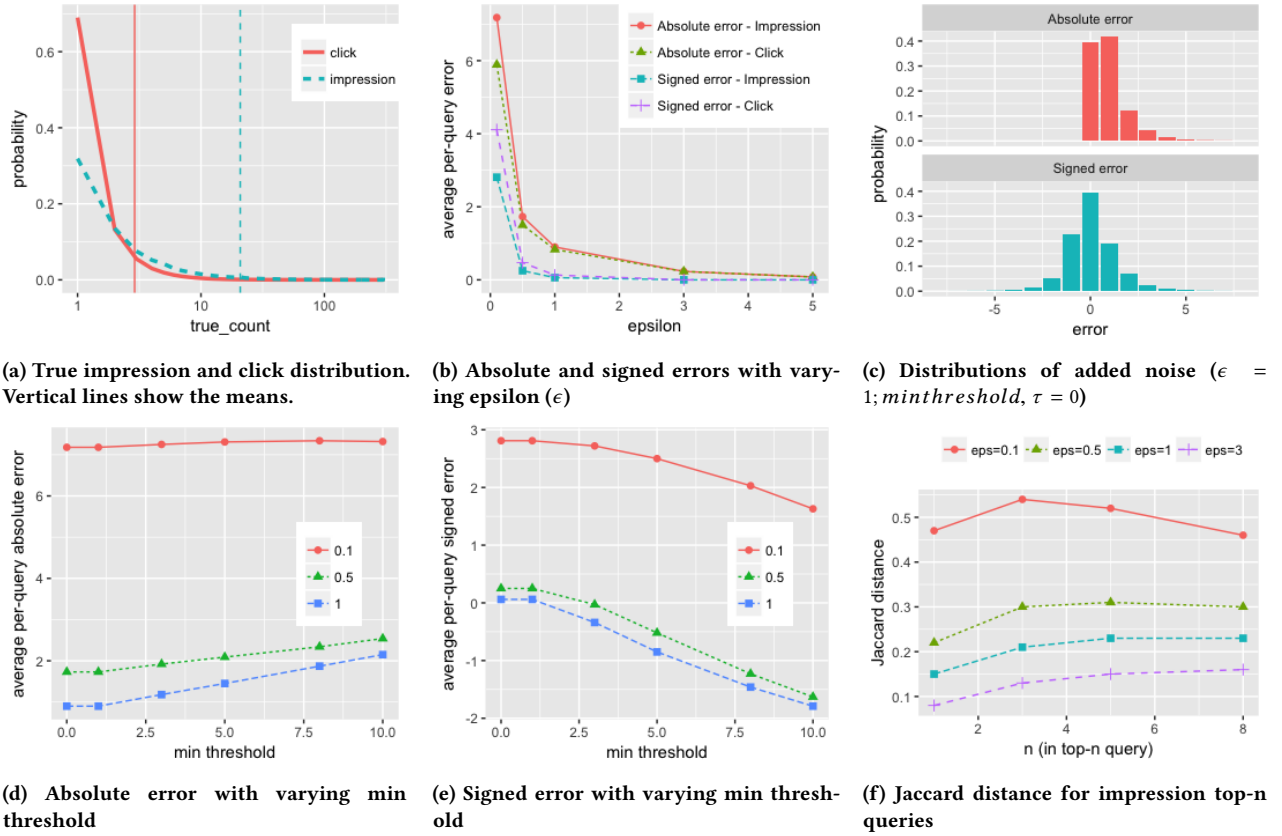 probability
0.6
0.4
0.2
0.0
1
10
100
true_count
click
impression
(a) True impression and click distribution.
Vertical lines show the means.
average per-query error
6
4
2
0
0
1
2
3
4
5
epsilon
Absolute error - Impression
Absolute error - Click
Signed error - Impression
Signed error - Click
(b) Absolute and signed errors with vary-
ing epsilon (ϵ)
probability
Absolute error
0.4
0.3
0.2
0.1
0.0
Signed error
0.4
0.3
0.2
0.1
0.0
-5
0
5
error
(c) Distributions of added noise (ϵ =
1; minthreshold, τ = 0)
average per-query absolute error
6
4
2
0.0
2.5
5.0
7.5
10.0
min threshold
0.1
0.5
1
(d) Absolute error with varying min
threshold
average per-query signed error
3
2
1
0
-1
-2
0.0
2.5
5.0
7.5
10.0
min threshold
0.1
0.5
1
(e) Signed error with varying min thresh-
old
eps=0.1
eps=0.5
eps=1
eps=3
Jaccard distance
0.5
0.4
0.3
0.2
0.1
2
4
6
8
n (in top-n query)
(f) Jaccard distance for impression top-n
queries